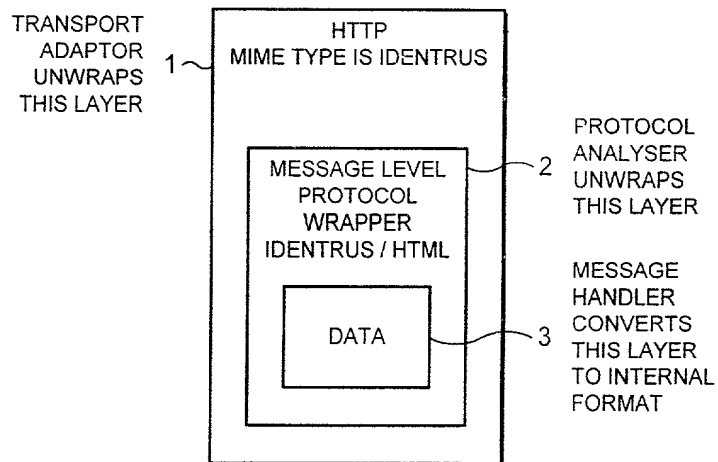 TRANSPORT
ADAPTOR
UNWRAPS
THIS LAYER
1
HTTP
MIME TYPE IS IDENTRUS
MESSAGE LEVEL
PROTOCOL
WRAPPER
IDENTRUS / HTML
2
PROTOCOL
ANALYSER
UNWRAPS
THIS LAYER
DATA
3
MESSAGE
HANDLER
CONVERTS
THIS LAYER
TO INTERNAL
FORMAT